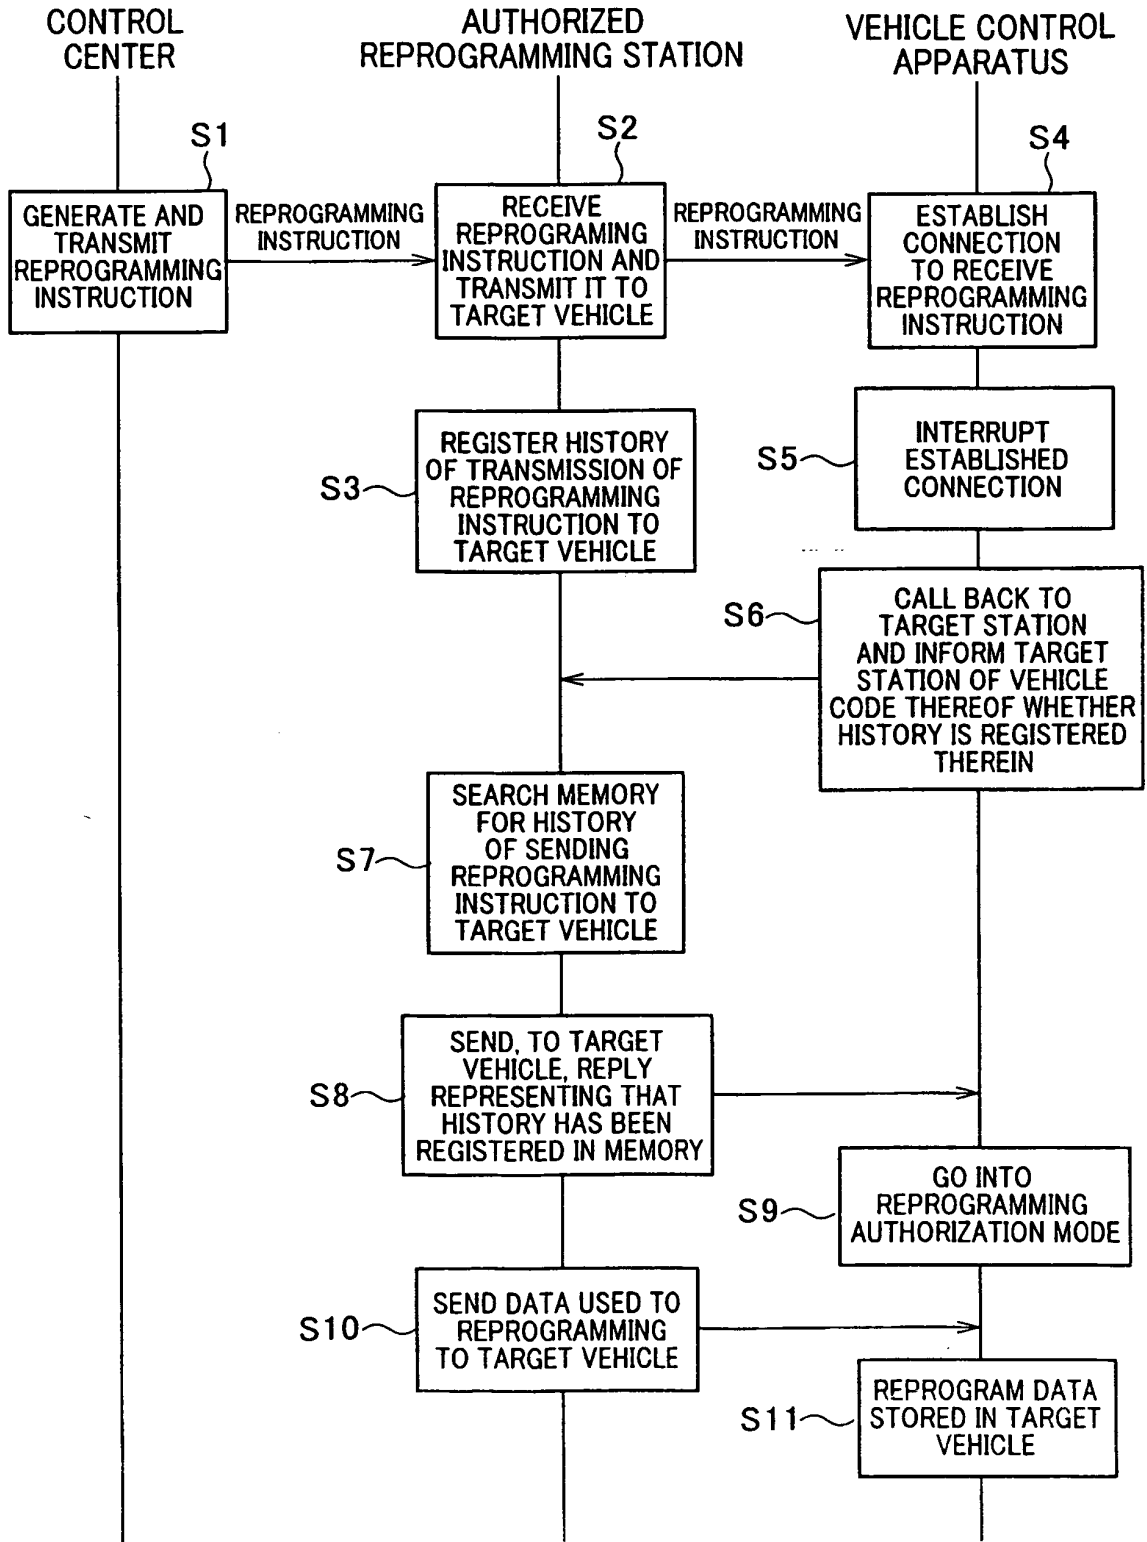 CONTROL
CENTER
AUTHORIZED
REPROGRAMMING STATION
VEHICLE CONTROL
APPARATUS
S1
GENERATE AND
TRANSMIT
REPROGRAMMING
INSTRUCTION
REPROGRAMMING
INSTRUCTION
S2
RECEIVE
REPROGRAMING
INSTRUCTION AND
TRANSMIT IT TO
TARGET VEHICLE
REPROGRAMMING
INSTRUCTION
S4
ESTABLISH
CONNECTION
TO RECEIVE
REPROGRAMMING
INSTRUCTION
S3
REGISTER HISTORY
OF TRANSMISSION OF
REPROGRAMMING
INSTRUCTION TO
TARGET VEHICLE
S5
INTERRUPT
ESTABLISHED
CONNECTION
S6
CALL BACK TO
TARGET STATION
AND INFORM TARGET
STATION OF VEHICLE
CODE THEREOF WHETHER
HISTORY IS REGISTERED
THEREIN
S7
SEARCH MEMORY
FOR HISTORY
OF SENDING
REPROGRAMMING
INSTRUCTION TO
TARGET VEHICLE
S8
SEND, TO TARGET
VEHICLE, REPLY
REPRESENTING THAT
HISTORY HAS BEEN
REGISTERED IN MEMORY
S9
GO INTO
REPROGRAMMING
AUTHORIZATION MODE
S10
SEND DATA USED TO
REPROGRAMMING
TO TARGET VEHICLE
S11
REPROGRAM DATA
STORED IN TARGET
VEHICLE